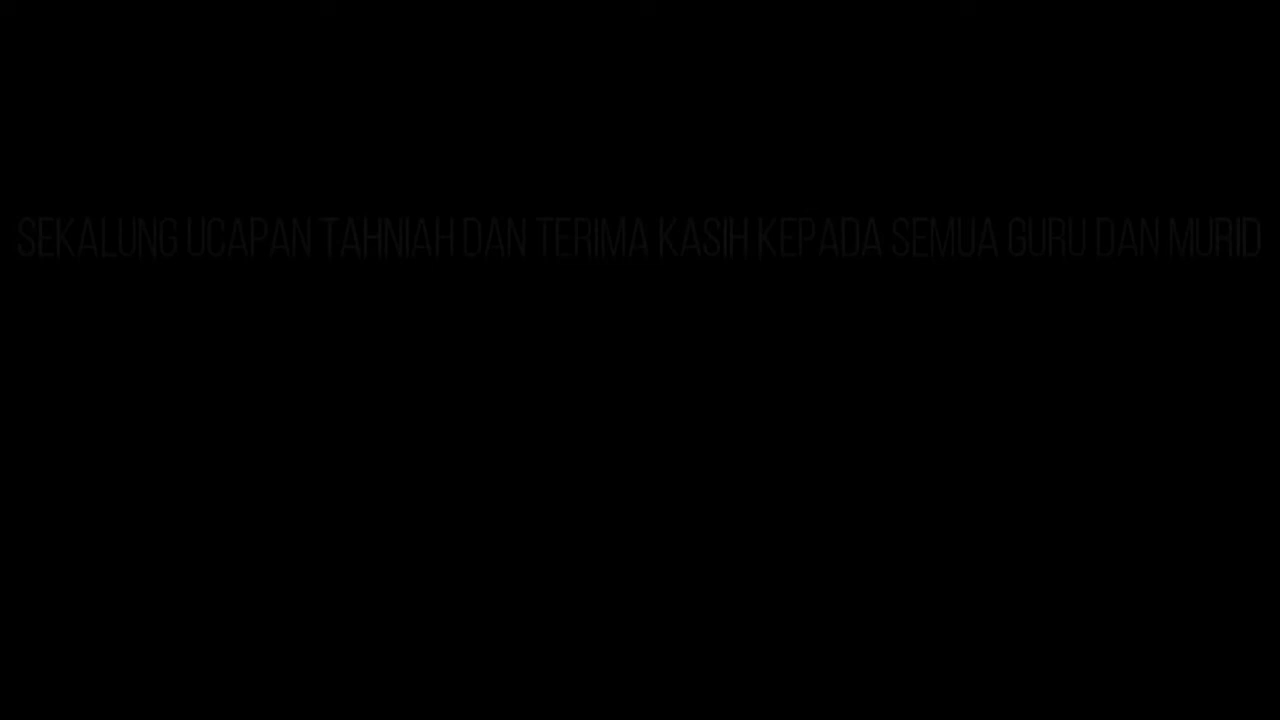 SEKALUNG UCAPAN TAHNIAH DAN TERIMA KASIH KEPADA SEMUA GURU DAN MURID